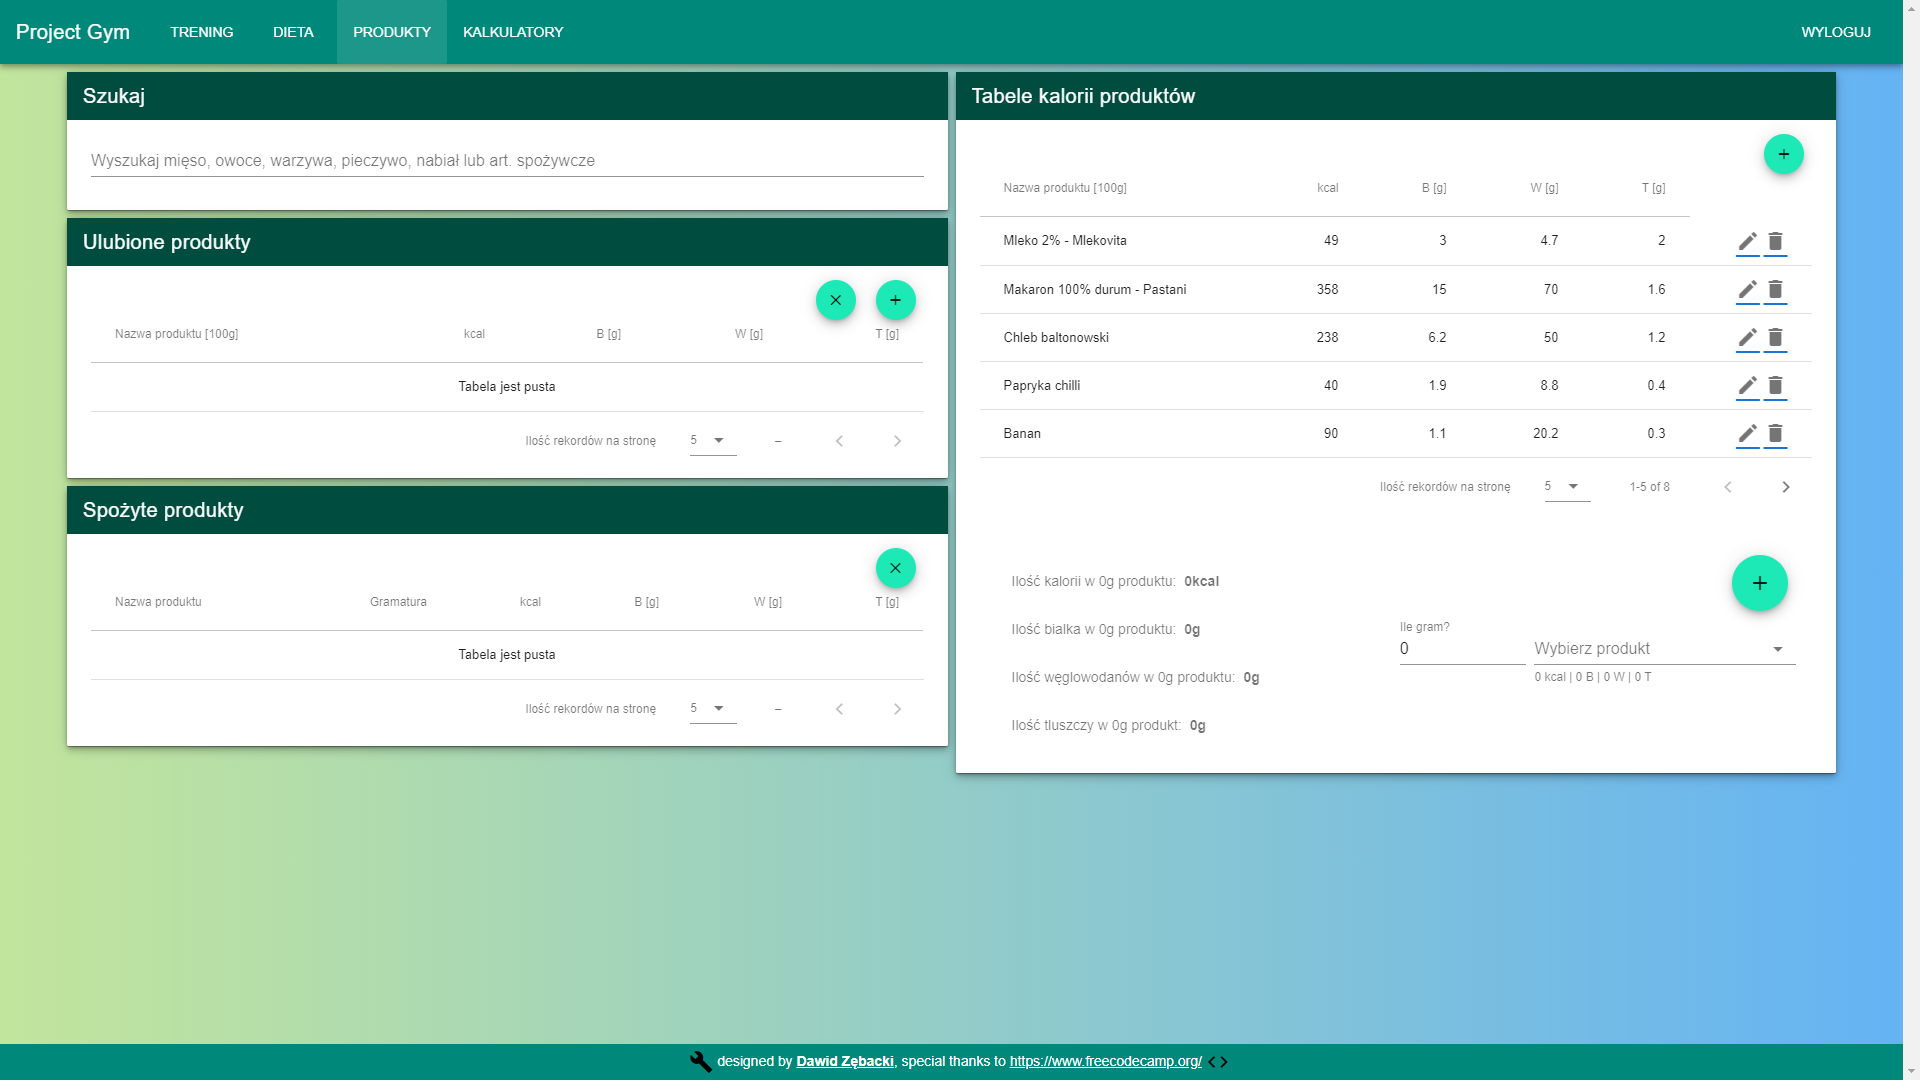 Project Gym TRENING DIETA PRODUKTY KALKULATORY WYLOGUJ
Szukaj
Wyszukaj mięso, owoce, warzywa, pieczywo, nabiał lub art. spożywcze
Ulubione produkty
Nazwa produktu [100g] kcal B [g] W [g] T [g]
Tabela jest pusta
Ilość rekordów na stronę 5 –
Spożyte produkty
Nazwa produktu Gramatura kcal B [g] W [g] T [g]
Tabela jest pusta
Ilość rekordów na stronę 5 –
Tabele kalorii produktów
Nazwa produktu [100g] kcal B [g] W [g] T [g]
Mleko 2% - Mlekovita 49 3 4.7 2
Makaron 100% durum - Pastani 358 15 70 1.6
Chleb baltonowski 238 6.2 50 1.2
Papryka chilli 40 1.9 8.8 0.4
Banan 90 1.1 20.2 0.3
Ilość rekordów na stronę 5 1-5 of 8
Ilość kalorii w 0g produktu: 0kcal
Ilość bialka w 0g produktu: 0g
Ilość węglowodanów w 0g produktu: 0g
Ilość tluszczy w 0g produkt: 0g
Ile gram?
0 Wybierz produkt
0 kcal | 0 B | 0 W | 0 T
designed by Dawid Zębacki, special thanks to https://www.freecodecamp.org/